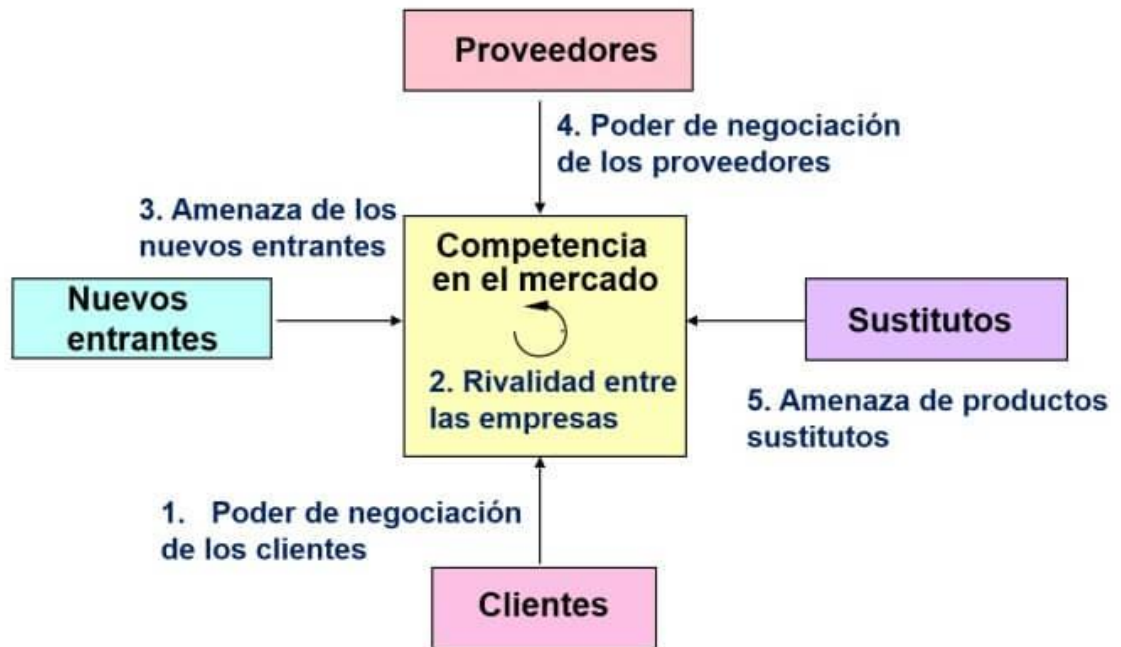 Proveedores
4. Poder de negociación
de los proveedores
3. Amenaza de los
nuevos entrantes
Competencia
en el mercado
Nuevos
entrantes
Sustitutos
2. Rivalidad entre
las empresas
5. Amenaza de productos
sustitutos
1. Poder de negociación
de los clientes
Clientes